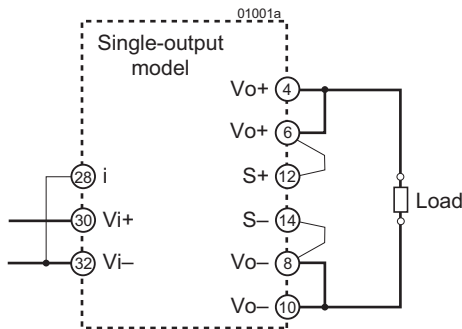 01001a
Single-output
model
Vo+ 4
Vo+ 6
S+ 12
28 i
S– 14
Load
30 Vi+
32 Vi–
Vo– 8
Vo– 10